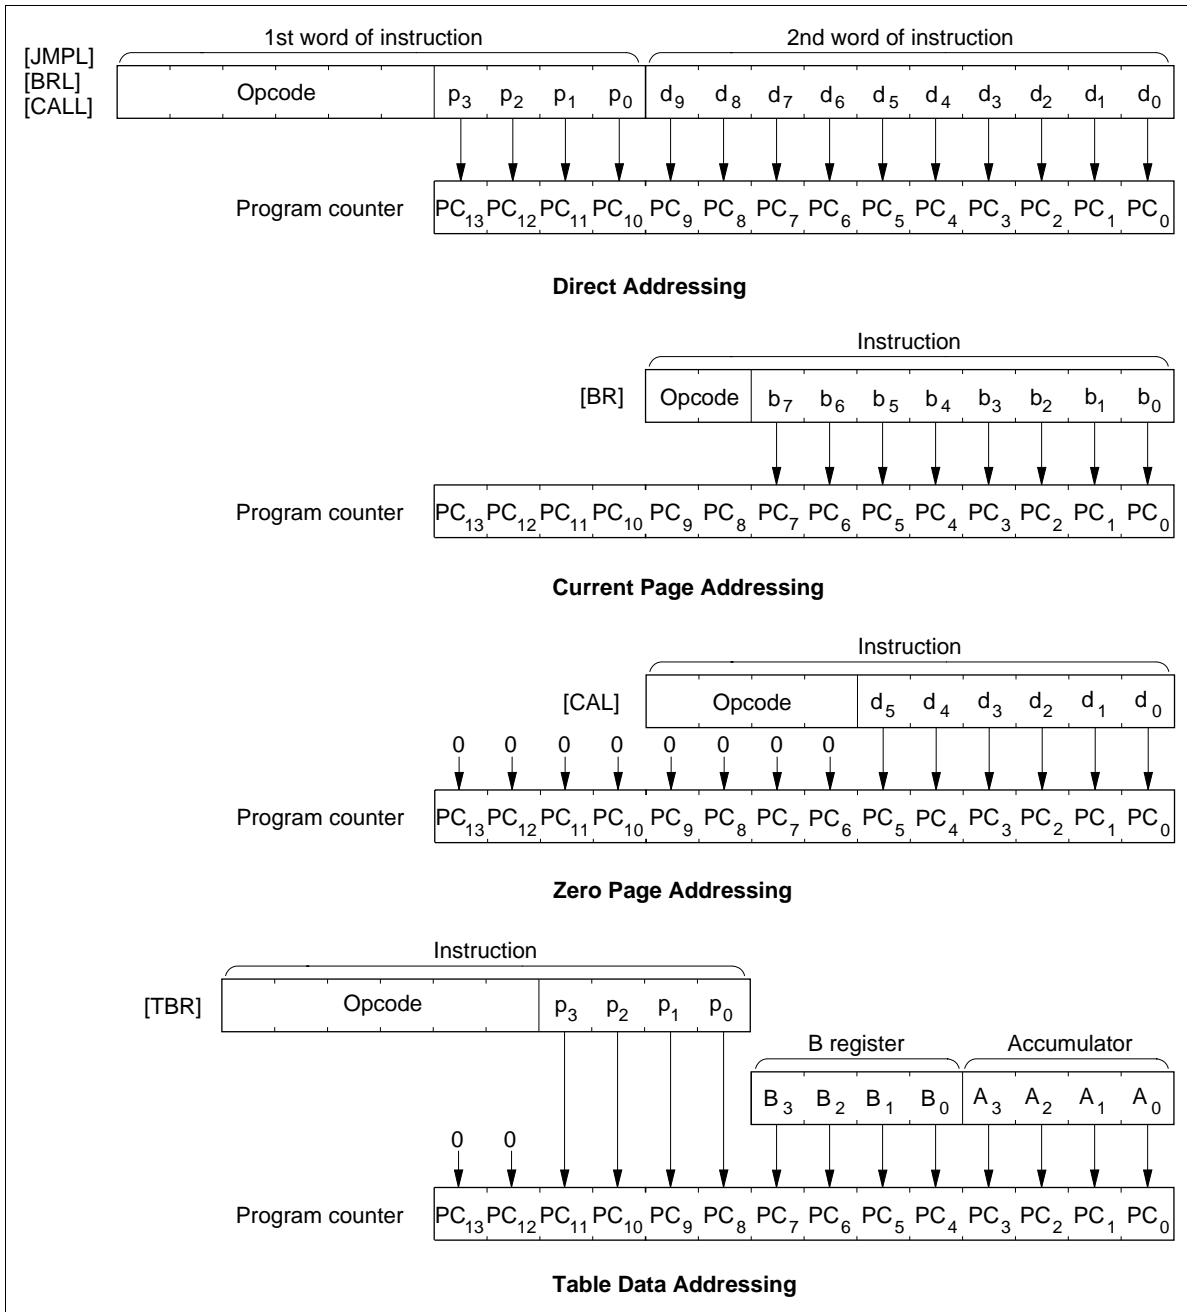 1st word of instruction 2nd word of instruction
[JMPL]
[BRL]
[CALL]
Opcode p3 p2 p1 p0 d9 d8 d7 d6 d5 d4 d3 d2 d1 d0
Program counter PC13 PC12 PC11 PC10 PC9 PC8 PC7 PC6 PC5 PC4 PC3 PC2 PC1 PC0
Direct Addressing
Instruction
[BR] Opcode b7 b6 b5 b4 b3 b2 b1 b0
Program counter PC13 PC12 PC11 PC10 PC9 PC8 PC7 PC6 PC5 PC4 PC3 PC2 PC1 PC0
Current Page Addressing
Instruction
[CAL] Opcode d5 d4 d3 d2 d1 d0
0 0 0 0 0 0 0 0
Program counter PC13 PC12 PC11 PC10 PC9 PC8 PC7 PC6 PC5 PC4 PC3 PC2 PC1 PC0
Zero Page Addressing
Instruction
[TBR] Opcode p3 p2 p1 p0
B register Accumulator
B3 B2 B1 B0 A3 A2 A1 A0
0 0
Program counter PC13 PC12 PC11 PC10 PC9 PC8 PC7 PC6 PC5 PC4 PC3 PC2 PC1 PC0
Table Data Addressing